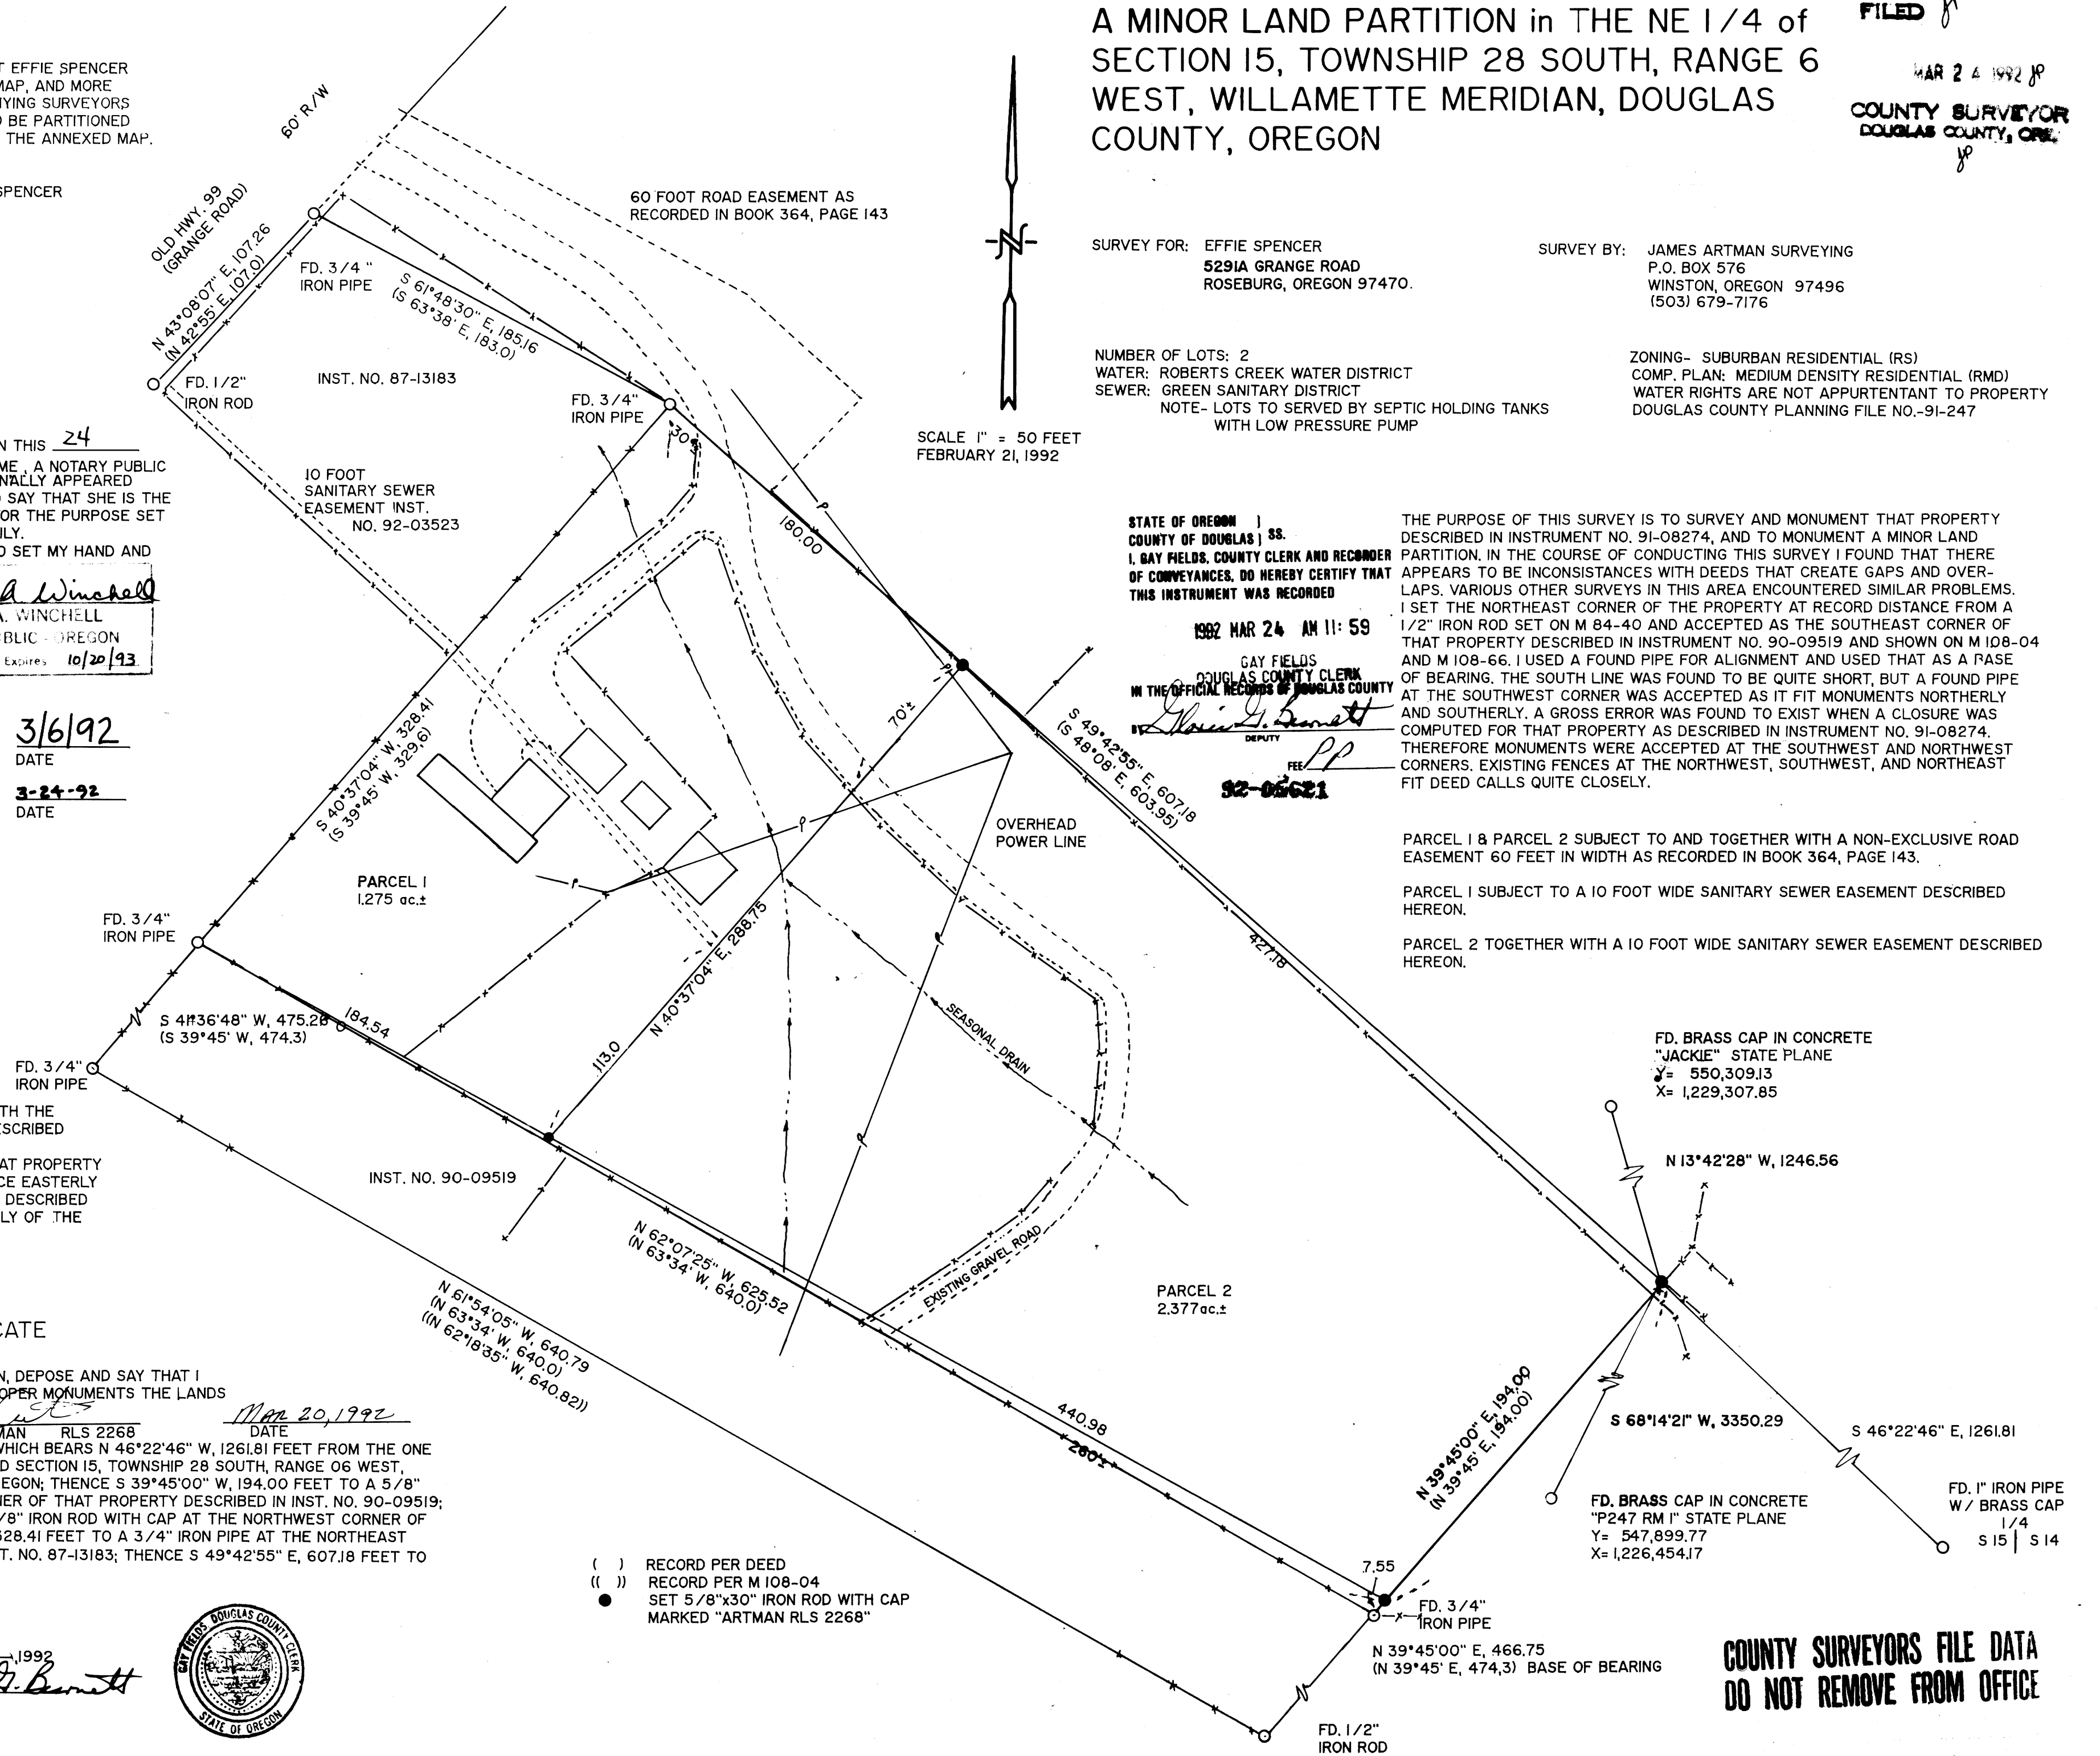 A MINOR LAND PARTITION in THE NE 1/4 of
SECTION 15, TOWNSHIP 28 SOUTH, RANGE 6
WEST, WILLAMETTE MERIDIAN, DOUGLAS
COUNTY, OREGON
FILED
MAR 24 1992
COUNTY SURVEYOR
DOUGLAS COUNTY, ORE.
T EFFIE SPENCER
MAP, AND MORE
YING SURVEYORS
BE PARTITIONED
THE ANNEXED MAP.
SPENCER
60' R/W
OLD HWY. 99
(GRANGE ROAD)
N 43°08'07" E, 107.26
(N 42°55' E, 107.0)
60 FOOT ROAD EASEMENT AS
RECORDED IN BOOK 364, PAGE 143
FD. 3/4"
IRON PIPE
S 61°48'30" E, 185.16
(S 63°38' E, 183.0)
FD. 1/2"
IRON ROD
INST. NO. 87-13183
FD. 3/4"
IRON PIPE
30'±
N
SCALE 1" = 50 FEET
FEBRUARY 21, 1992
SURVEY FOR: EFFIE SPENCER
5291A GRANGE ROAD
ROSEBURG, OREGON 97470.
SURVEY BY: JAMES ARTMAN SURVEYING
P.O. BOX 576
WINSTON, OREGON 97496
(503) 679-7176
NUMBER OF LOTS: 2
WATER: ROBERTS CREEK WATER DISTRICT
SEWER: GREEN SANITARY DISTRICT
NOTE- LOTS TO SERVED BY SEPTIC HOLDING TANKS
WITH LOW PRESSURE PUMP
ZONING- SUBURBAN RESIDENTIAL (RS)
COMP. PLAN: MEDIUM DENSITY RESIDENTIAL (RMD)
WATER RIGHTS ARE NOT APPURTENTANT TO PROPERTY
DOUGLAS COUNTY PLANNING FILE NO.-91-247
N THIS 24
ME, A NOTARY PUBLIC
NALLY APPEARED
SAY THAT SHE IS THE
OR THE PURPOSE SET
ILY.
SET MY HAND AND
A Winchell
A. WINCHELL
BLIC - OREGON
Expires 10/20/93
10 FOOT
SANITARY SEWER
EASEMENT INST.
NO. 92-03523
180.00
STATE OF OREGON )
COUNTY OF DOUGLAS ) SS.
I, GAY FIELDS, COUNTY CLERK AND RECORDER
OF CONVEYANCES, DO HEREBY CERTIFY THAT
THIS INSTRUMENT WAS RECORDED
1992 MAR 24 AM 11:59
GAY FIELDS
DOUGLAS COUNTY CLERK
IN THE OFFICIAL RECORDS OF DOUGLAS COUNTY
BY
DEPUTY
FEE
92-05621
THE PURPOSE OF THIS SURVEY IS TO SURVEY AND MONUMENT THAT PROPERTY
DESCRIBED IN INSTRUMENT NO. 91-08274, AND TO MONUMENT A MINOR LAND
PARTITION. IN THE COURSE OF CONDUCTING THIS SURVEY I FOUND THAT THERE
APPEARS TO BE INCONSISTANCES WITH DEEDS THAT CREATE GAPS AND OVER-
LAPS. VARIOUS OTHER SURVEYS IN THIS AREA ENCOUNTERED SIMILAR PROBLEMS.
I SET THE NORTHEAST CORNER OF THE PROPERTY AT RECORD DISTANCE FROM A
1/2" IRON ROD SET ON M 84-40 AND ACCEPTED AS THE SOUTHEAST CORNER OF
THAT PROPERTY DESCRIBED IN INSTRUMENT NO. 90-09519 AND SHOWN ON M 108-04
AND M 108-66. I USED A FOUND PIPE FOR ALIGNMENT AND USED THAT AS A BASE
OF BEARING. THE SOUTH LINE WAS FOUND TO BE QUITE SHORT, BUT A FOUND PIPE
AT THE SOUTHWEST CORNER WAS ACCEPTED AS IT FIT MONUMENTS NORTHERLY
AND SOUTHERLY. A GROSS ERROR WAS FOUND TO EXIST WHEN A CLOSURE WAS
COMPUTED FOR THAT PROPERTY AS DESCRIBED IN INSTRUMENT NO. 91-08274.
THEREFORE MONUMENTS WERE ACCEPTED AT THE SOUTHWEST AND NORTHWEST
CORNERS. EXISTING FENCES AT THE NORTHWEST, SOUTHWEST, AND NORTHEAST
FIT DEED CALLS QUITE CLOSELY.
PARCEL 1 & PARCEL 2 SUBJECT TO AND TOGETHER WITH A NON-EXCLUSIVE ROAD
EASEMENT 60 FEET IN WIDTH AS RECORDED IN BOOK 364, PAGE 143.
PARCEL 1 SUBJECT TO A 10 FOOT WIDE SANITARY SEWER EASEMENT DESCRIBED
HEREON.
PARCEL 2 TOGETHER WITH A 10 FOOT WIDE SANITARY SEWER EASEMENT DESCRIBED
HEREON.
3/6/92
DATE
3-24-92
DATE
S 40°37'04" W, 328.41
(S 39°45' W, 329.6)
70'±
S 49°42'55" E, 607.18
(S 48°08' E, 603.95)
OVERHEAD
POWER LINE
PARCEL 1
1.275 ac.±
N 40°37'04" E, 288.75
113.0
427.18
FD. 3/4"
IRON PIPE
S 41°36'48" W, 475.26
(S 39°45' W, 474.3)
184.54
FD. 3/4"
IRON PIPE
SEASONAL DRAIN
FD. BRASS CAP IN CONCRETE
"JACKIE" STATE PLANE
Y= 550,309.13
X= 1,229,307.85
N 13°42'28" W, 1246.56
TH THE
SCRIBED
AT PROPERTY
CE EASTERLY
DESCRIBED
LY OF THE
INST. NO. 90-09519
N 62°07'25" W, 625.52
(N 63°34' W, 640.0)
N 61°54'05" W, 640.79
(N 63°34' W, 640.0)
((N 62°18'35" W, 640.82))
EXISTING GRAVEL ROAD
PARCEL 2
2.377ac.±
440.98
260'±
N 39°45'00" E, 194.00
(N 39°45' E, 194.00)
S 68°14'21" W, 3350.29
S 46°22'46" E, 1261.81
FD. BRASS CAP IN CONCRETE
"P247 RM 1" STATE PLANE
Y= 547,899.77
X= 1,226,454.17
FD. 1" IRON PIPE
W/ BRASS CAP
1/4
S 15 | S 14
CATE
N, DEPOSE AND SAY THAT I
OPER MONUMENTS THE LANDS
MAR 20, 1992
MAN RLS 2268 DATE
WHICH BEARS N 46°22'46" W, 1261.81 FEET FROM THE ONE
D SECTION 15, TOWNSHIP 28 SOUTH, RANGE 06 WEST,
EGON; THENCE S 39°45'00" W, 194.00 FEET TO A 5/8"
NER OF THAT PROPERTY DESCRIBED IN INST. NO. 90-09519;
/8" IRON ROD WITH CAP AT THE NORTHWEST CORNER OF
328.41 FEET TO A 3/4" IRON PIPE AT THE NORTHEAST
T. NO. 87-13183; THENCE S 49°42'55" E, 607.18 FEET TO
( ) RECORD PER DEED
(( )) RECORD PER M 108-04
SET 5/8"x30" IRON ROD WITH CAP
MARKED "ARTMAN RLS 2268"
7.55
FD. 3/4"
IRON PIPE
N 39°45'00" E, 466.75
(N 39°45' E, 474.3) BASE OF BEARING
FD. 1/2"
IRON ROD
,1992
GAY FIELDS DOUGLAS COUNTY CLERK
STATE OF OREGON
COUNTY SURVEYORS FILE DATA
DO NOT REMOVE FROM OFFICE